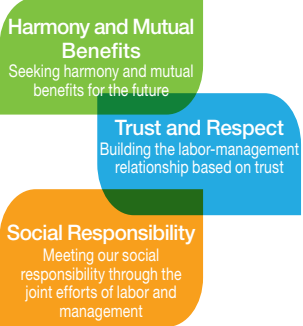 Harmony and Mutual
Benefits
Seeking harmony and mutual
benefits for the future
Trust and Respect
Building the labor-management
relationship based on trust
Social Responsibility
Meeting our social
responsibility through the
joint efforts of labor and
management